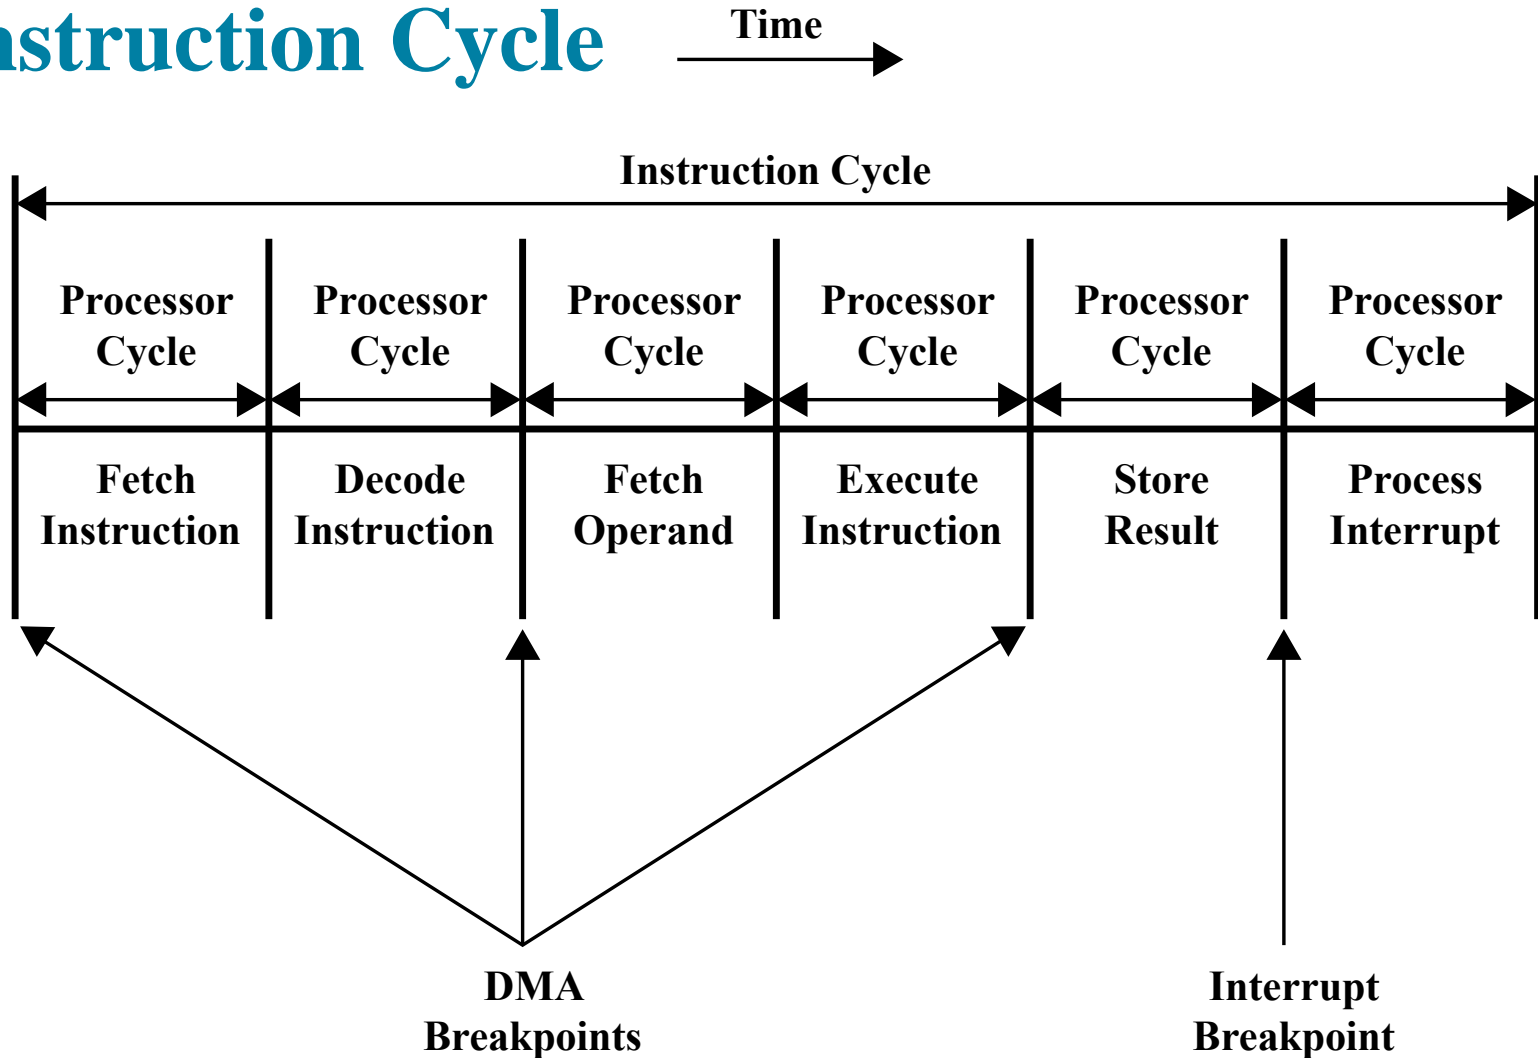 nstruction Cycle
Time
Instruction Cycle
Processor Cycle
Processor Cycle
Processor Cycle
Processor Cycle
Processor Cycle
Processor Cycle
Fetch Instruction
Decode Instruction
Fetch Operand
Execute Instruction
Store Result
Process Interrupt
DMA
Breakpoints
Interrupt
Breakpoint